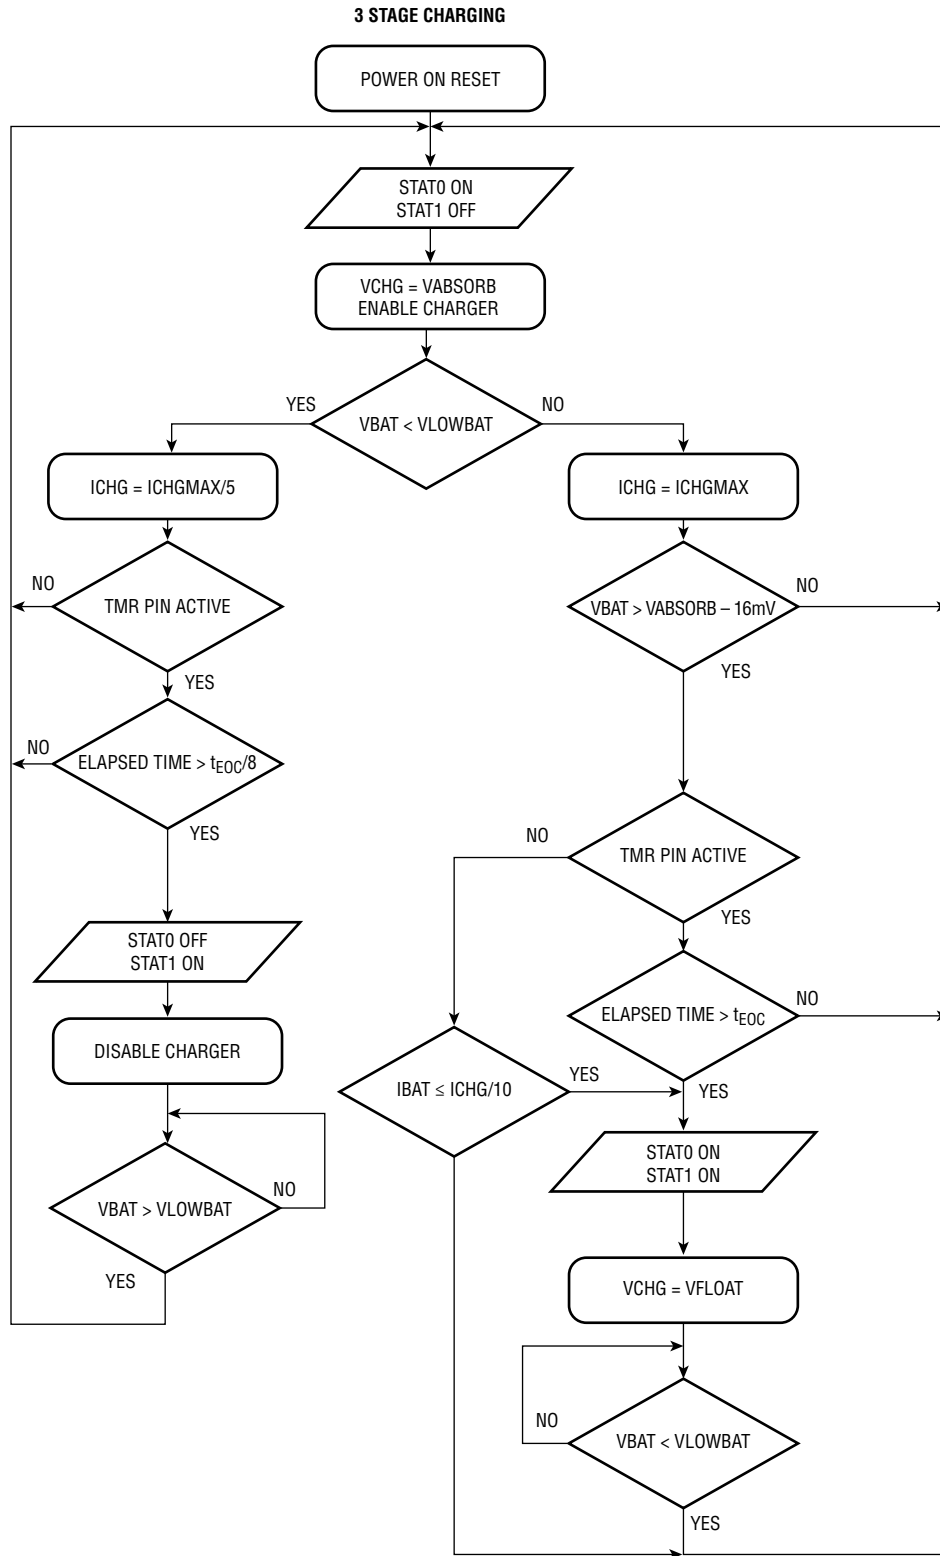 3 STAGE CHARGING
POWER ON RESET
STAT0 ON
STAT1 OFF
VCHG = VABSORB
ENABLE CHARGER
VBAT < VLOWBAT
YES
NO
ICHG = ICHGMAX/5
ICHG = ICHGMAX
TMR PIN ACTIVE
NO
YES
VBAT > VABSORB – 16mV
NO
YES
ELAPSED TIME > tEOC/8
NO
YES
TMR PIN ACTIVE
NO
YES
STAT0 OFF
STAT1 ON
ELAPSED TIME > tEOC
NO
YES
DISABLE CHARGER
IBAT ≤ ICHG/10
YES
STAT0 ON
STAT1 ON
VBAT > VLOWBAT
NO
YES
VCHG = VFLOAT
VBAT < VLOWBAT
NO
YES